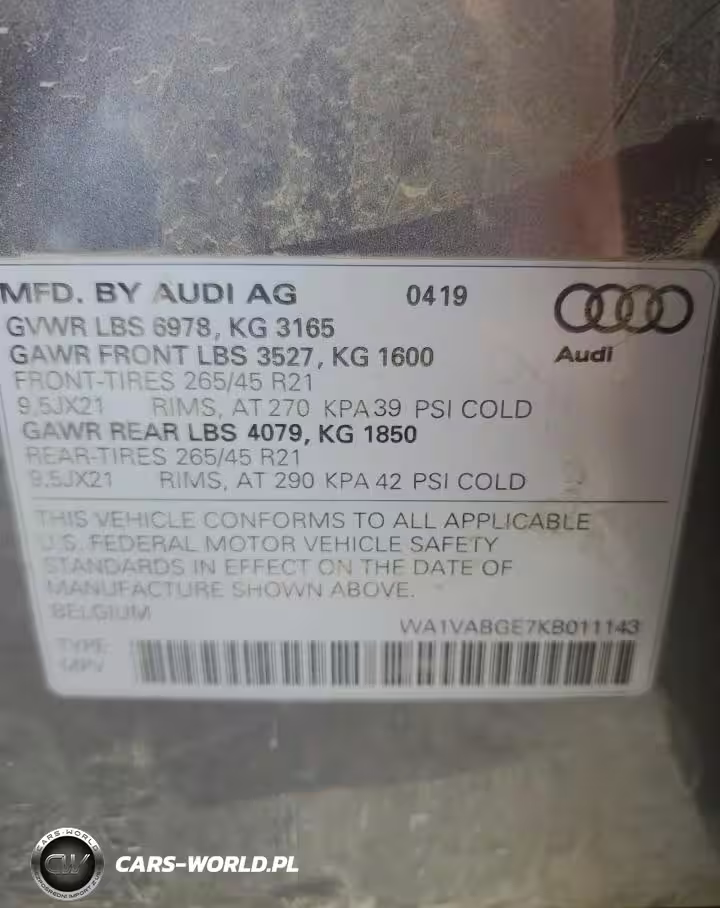 MFD. BY AUDI AG 0419
GVWR LBS 6978, KG 3165
GAWR FRONT LBS 3527, KG 1600
Audi
FRONT-TIRES 265/45 R21
9.5JX21 RIMS, AT 270 KPA 39 PSI COLD
GAWR REAR LBS 4079, KG 1850
REAR-TIRES 265/45 R21
9.5JX21 RIMS, AT 290 KPA 42 PSI COLD
THIS VEHICLE CONFORMS TO ALL APPLICABLE
U.S. FEDERAL MOTOR VEHICLE SAFETY
STANDARDS IN EFFECT ON THE DATE OF
MANUFACTURE SHOWN ABOVE.
BELGIUM
WA1VABGE7KB011143
TYPE:
MPV
CARS-WORLD
CW
CARS-WORLD.PL